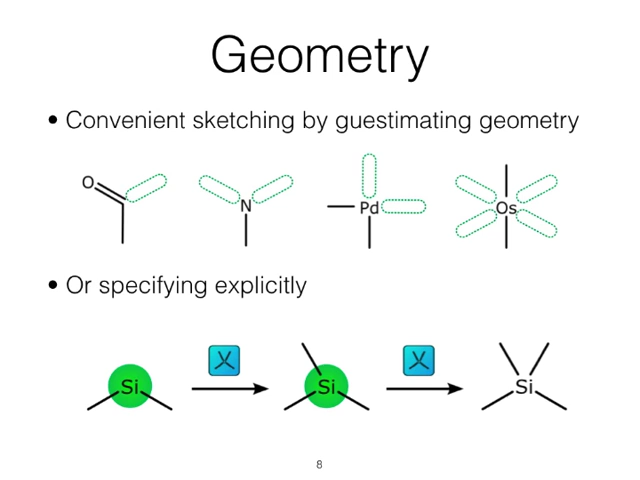 Geometry
• Convenient sketching by guestimating geometry
O
N
Pd
Os
• Or specifying explicitly
Si
Si
Si
8